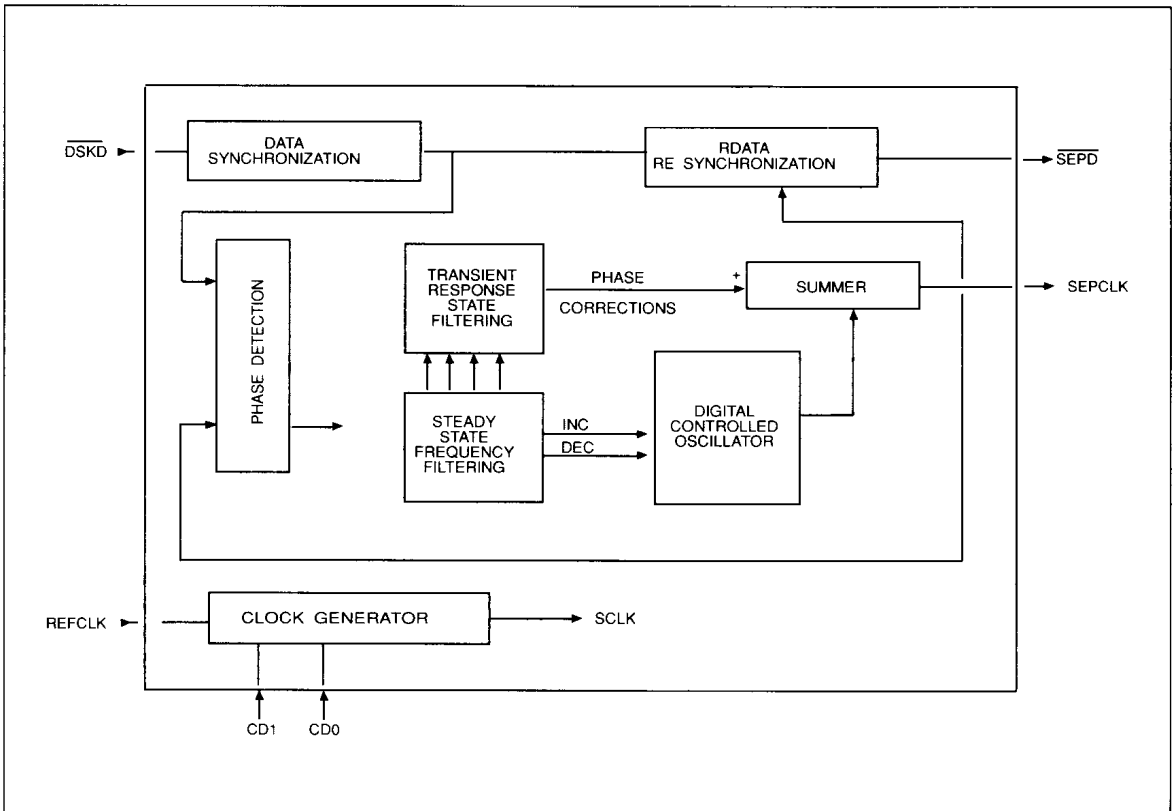 DATA
SYNCHRONIZATION
RDATA
RE SYNCHRONIZATION
DSKD
SEPD
PHASE DETECTION
TRANSIENT
RESPONSE
STATE
FILTERING
PHASE
CORRECTIONS
+
SUMMER
SEPCLK
STEADY
STATE
FREQUENCY
FILTERING
INC
DEC
DIGITAL
CONTROLLED
OSCILLATOR
REFCLK
CLOCK GENERATOR
SCLK
CD1
CD0